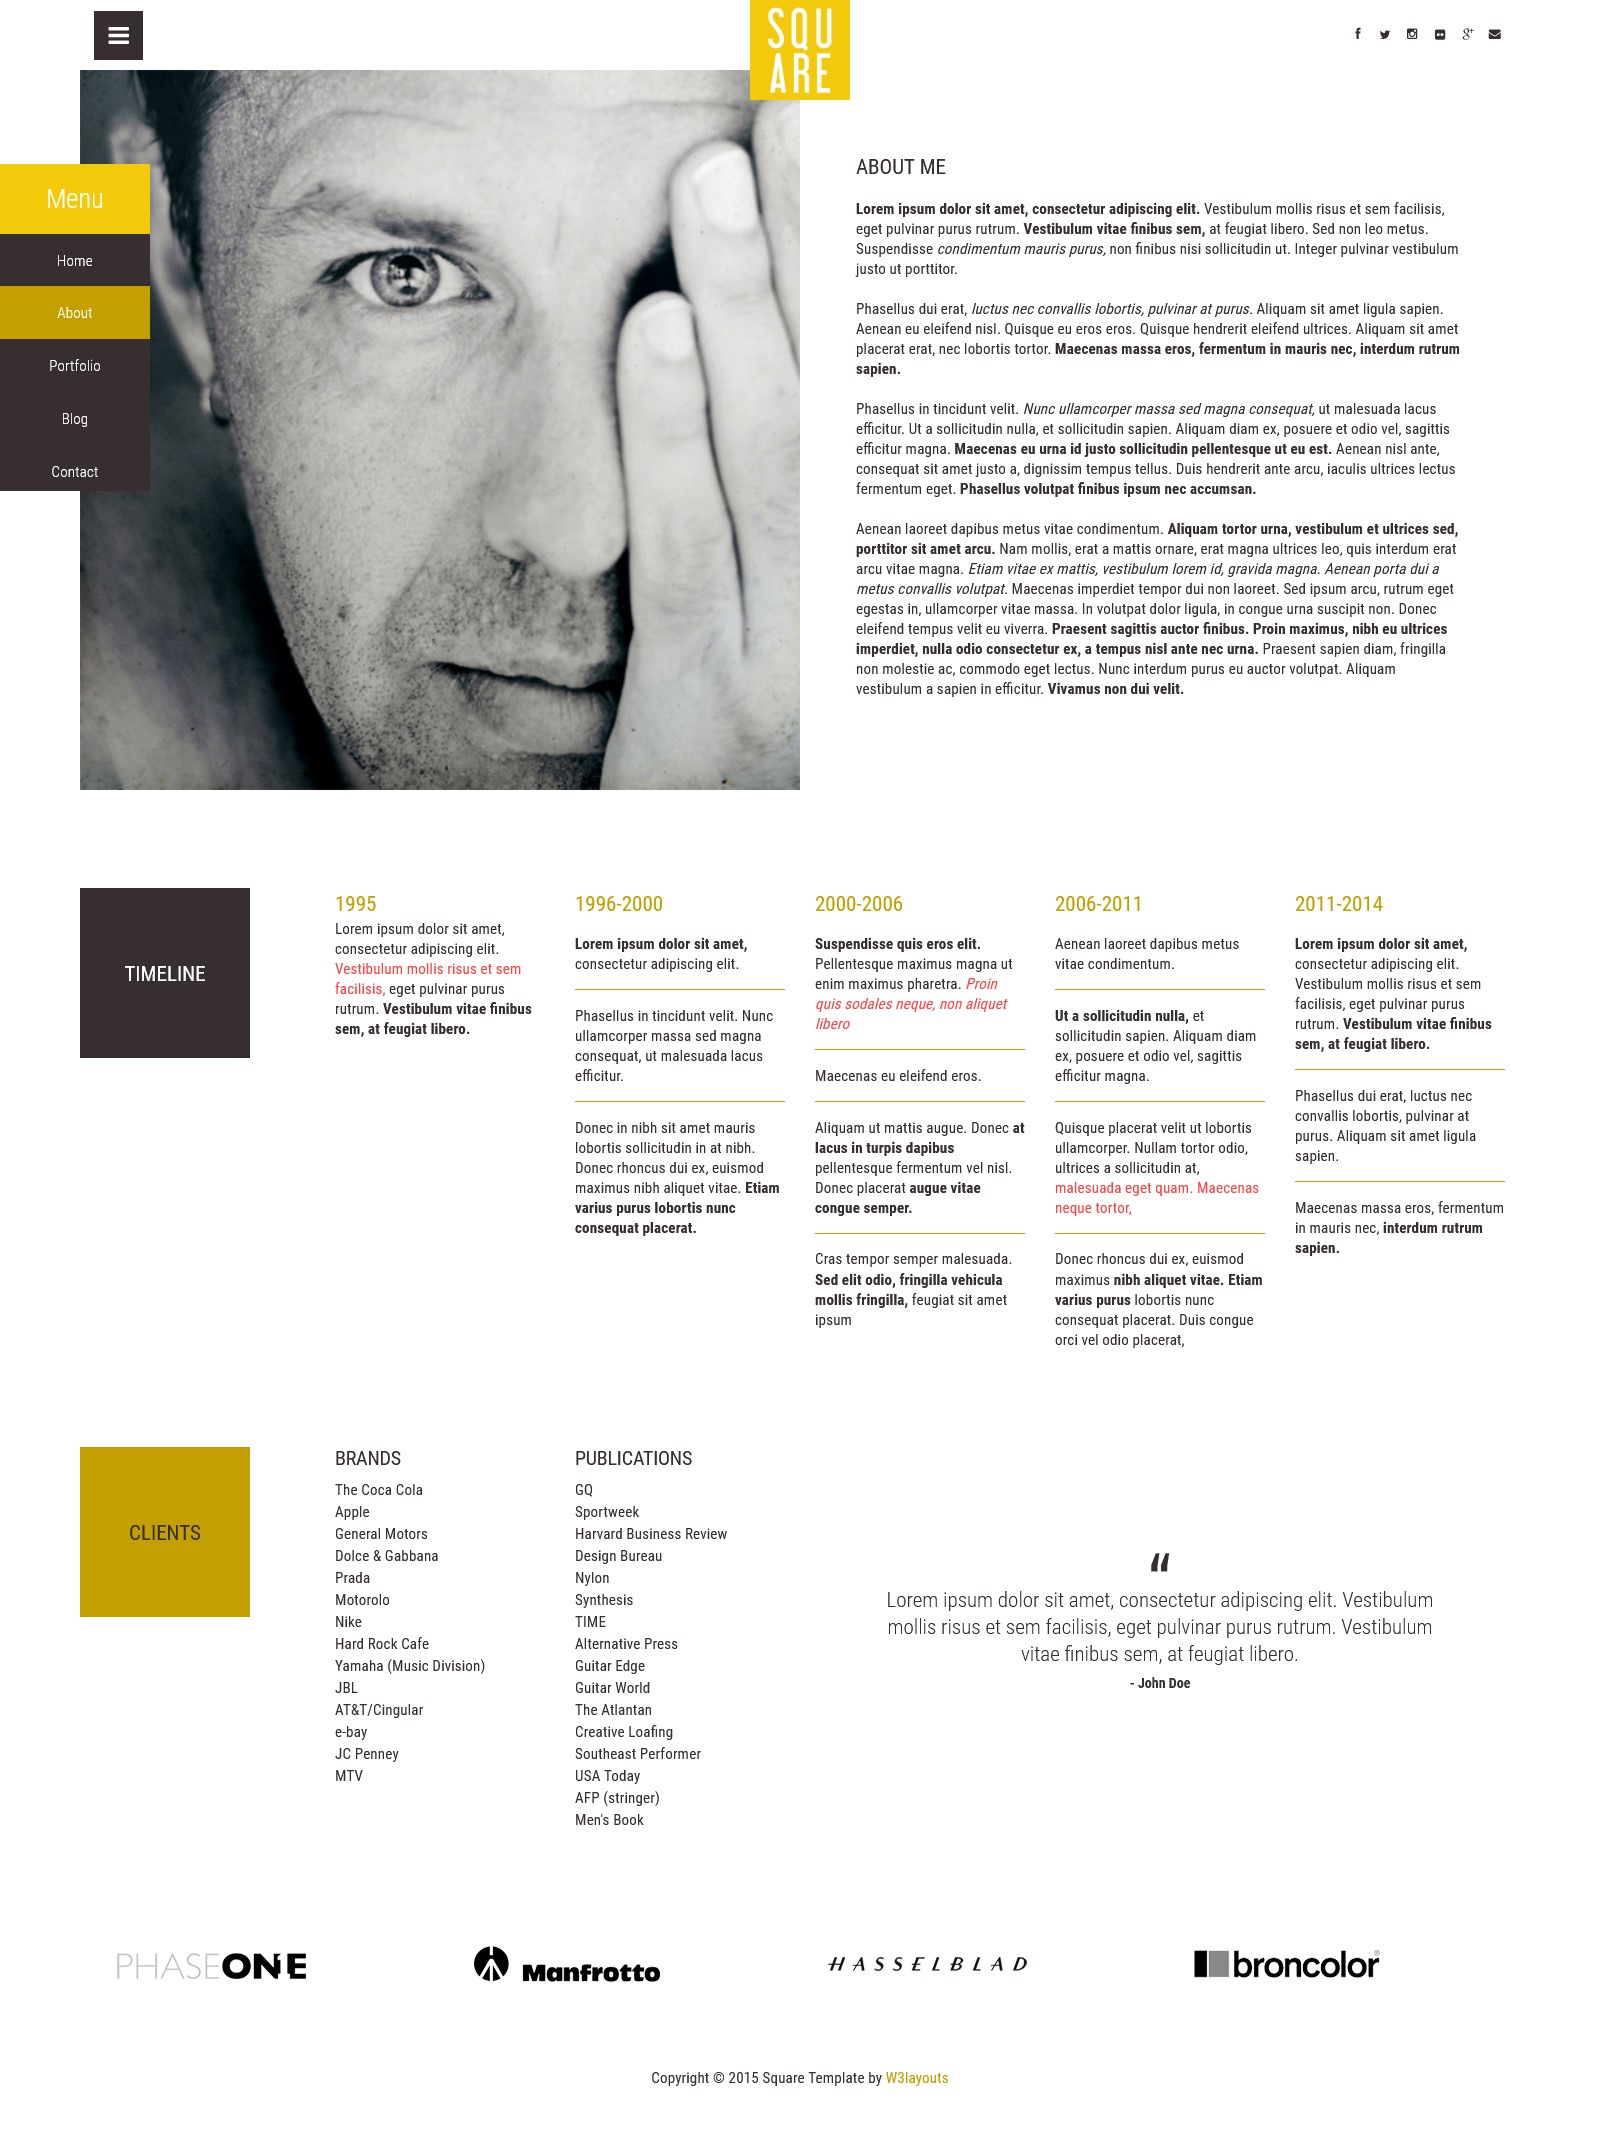 SQU
ARE
Menu
Home
About
Portfolio
Blog
Contact
ABOUT ME
Lorem ipsum dolor sit amet, consectetur adipiscing elit. Vestibulum mollis risus et sem facilisis,
eget pulvinar purus rutrum. Vestibulum vitae finibus sem, at feugiat libero. Sed non leo metus.
Suspendisse condimentum mauris purus, non finibus nisi sollicitudin ut. Integer pulvinar vestibulum
justo ut porttitor.
Phasellus dui erat, luctus nec convallis lobortis, pulvinar at purus. Aliquam sit amet ligula sapien.
Aenean eu eleifend nisl. Quisque eu eros eros. Quisque hendrerit eleifend ultrices. Aliquam sit amet
placerat erat, nec lobortis tortor. Maecenas massa eros, fermentum in mauris nec, interdum rutrum
sapien.
Phasellus in tincidunt velit. Nunc ullamcorper massa sed magna consequat, ut malesuada lacus
efficitur. Ut a sollicitudin nulla, et sollicitudin sapien. Aliquam diam ex, posuere et odio vel, sagittis
efficitur magna. Maecenas eu urna id justo sollicitudin pellentesque ut eu est. Aenean nisl ante,
consequat sit amet justo a, dignissim tempus tellus. Duis hendrerit ante arcu, iaculis ultrices lectus
fermentum eget. Phasellus volutpat finibus ipsum nec accumsan.
Aenean laoreet dapibus metus vitae condimentum. Aliquam tortor urna, vestibulum et ultrices sed,
porttitor sit amet arcu. Nam mollis, erat a mattis ornare, erat magna ultrices leo, quis interdum erat
arcu vitae magna. Etiam vitae ex mattis, vestibulum lorem id, gravida magna. Aenean porta dui a
metus convallis volutpat. Maecenas imperdiet tempor dui non laoreet. Sed ipsum arcu, rutrum eget
egestas in, ullamcorper vitae massa. In volutpat dolor ligula, in congue urna suscipit non. Donec
eleifend tempus velit eu viverra. Praesent sagittis auctor finibus. Proin maximus, nibh eu ultrices
imperdiet, nulla odio consectetur ex, a tempus nisl ante nec urna. Praesent sapien diam, fringilla
non molestie ac, commodo eget lectus. Nunc interdum purus eu auctor volutpat. Aliquam
vestibulum a sapien in efficitur. Vivamus non dui velit.
TIMELINE
1995
Lorem ipsum dolor sit amet,
consectetur adipiscing elit.
Vestibulum mollis risus et sem
facilisis, eget pulvinar purus
rutrum. Vestibulum vitae finibus
sem, at feugiat libero.
1996-2000
Lorem ipsum dolor sit amet,
consectetur adipiscing elit.
Phasellus in tincidunt velit. Nunc
ullamcorper massa sed magna
consequat, ut malesuada lacus
efficitur.
Donec in nibh sit amet mauris
lobortis sollicitudin in at nibh.
Donec rhoncus dui ex, euismod
maximus nibh aliquet vitae. Etiam
varius purus lobortis nunc
consequat placerat.
2000-2006
Suspendisse quis eros elit.
Pellentesque maximus magna ut
enim maximus pharetra. Proin
quis sodales neque, non aliquet
libero
Maecenas eu eleifend eros.
Aliquam ut mattis augue. Donec at
lacus in turpis dapibus
pellentesque fermentum vel nisl.
Donec placerat augue vitae
congue semper.
Cras tempor semper malesuada.
Sed elit odio, fringilla vehicula
mollis fringilla, feugiat sit amet
ipsum
2006-2011
Aenean laoreet dapibus metus
vitae condimentum.
Ut a sollicitudin nulla, et
sollicitudin sapien. Aliquam diam
ex, posuere et odio vel, sagittis
efficitur magna.
Quisque placerat velit ut lobortis
ullamcorper. Nullam tortor odio,
ultrices a sollicitudin at,
malesuada eget quam. Maecenas
neque tortor,
Donec rhoncus dui ex, euismod
maximus nibh aliquet vitae. Etiam
varius purus lobortis nunc
consequat placerat. Duis congue
orci vel odio placerat,
2011-2014
Lorem ipsum dolor sit amet,
consectetur adipiscing elit.
Vestibulum mollis risus et sem
facilisis, eget pulvinar purus
rutrum. Vestibulum vitae finibus
sem, at feugiat libero.
Phasellus dui erat, luctus nec
convallis lobortis, pulvinar at
purus. Aliquam sit amet ligula
sapien.
Maecenas massa eros, fermentum
in mauris nec, interdum rutrum
sapien.
CLIENTS
BRANDS
The Coca Cola
Apple
General Motors
Dolce & Gabbana
Prada
Motorolo
Nike
Hard Rock Cafe
Yamaha (Music Division)
JBL
AT&T/Cingular
e-bay
JC Penney
MTV
PUBLICATIONS
GQ
Sportweek
Harvard Business Review
Design Bureau
Nylon
Synthesis
TIME
Alternative Press
Guitar Edge
Guitar World
The Atlantan
Creative Loafing
Southeast Performer
USA Today
AFP (stringer)
Men's Book
“
Lorem ipsum dolor sit amet, consectetur adipiscing elit. Vestibulum
mollis risus et sem facilisis, eget pulvinar purus rutrum. Vestibulum
vitae finibus sem, at feugiat libero.
- John Doe
PHASEONE
Manfrotto
HASSELBLAD
broncolor®
Copyright © 2015 Square Template by W3layouts